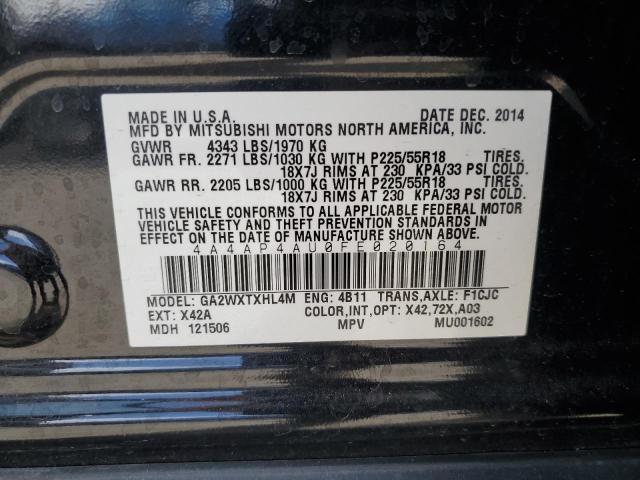 MADE IN U.S.A. DATE DEC. 2014
MFD BY MITSUBISHI MOTORS NORTH AMERICA, INC.
GVWR 4343 LBS/1970 KG
GAWR FR. 2271 LBS/1030 KG WITH P225/55R18 TIRES.
18X7J RIMS AT 230 KPA/33 PSI COLD.
GAWR RR. 2205 LBS/1000 KG WITH P225/55R18 TIRES.
18X7J RIMS AT 230 KPA/33 PSI COLD.
THIS VEHICLE CONFORMS TO ALL APPLICABLE FEDERAL MOTOR
VEHICLE SAFETY AND THEFT PREVENTION STANDARDS IN
EFFECT ON THE DATE OF MANUFACTURE SHOWN ABOVE.
4A4AP4AU0FE020164
MODEL: GA2WXTXHL4M ENG: 4B11 TRANS,AXLE: F1CJC
EXT: X42A COLOR,INT,OPT: X42,72X,A03
MDH 121506 MPV MU001602